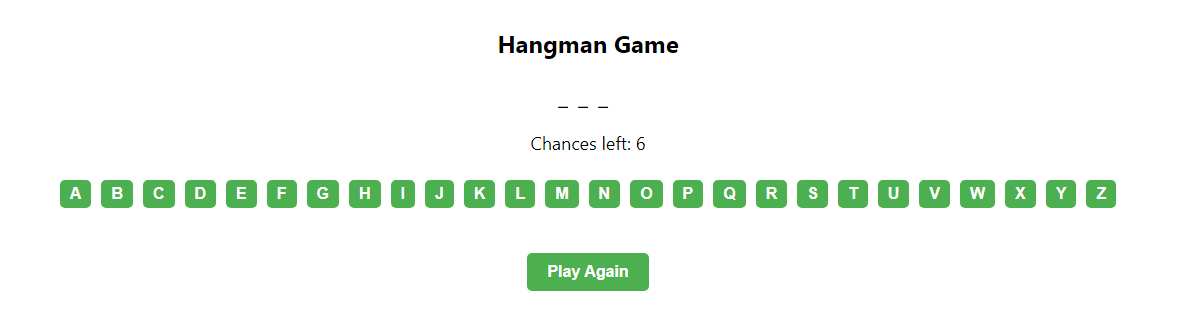 Hangman Game
_ _ _
Chances left: 6
A B C D E F G H I J K L M N O P Q R S T U V W X Y Z
Play Again